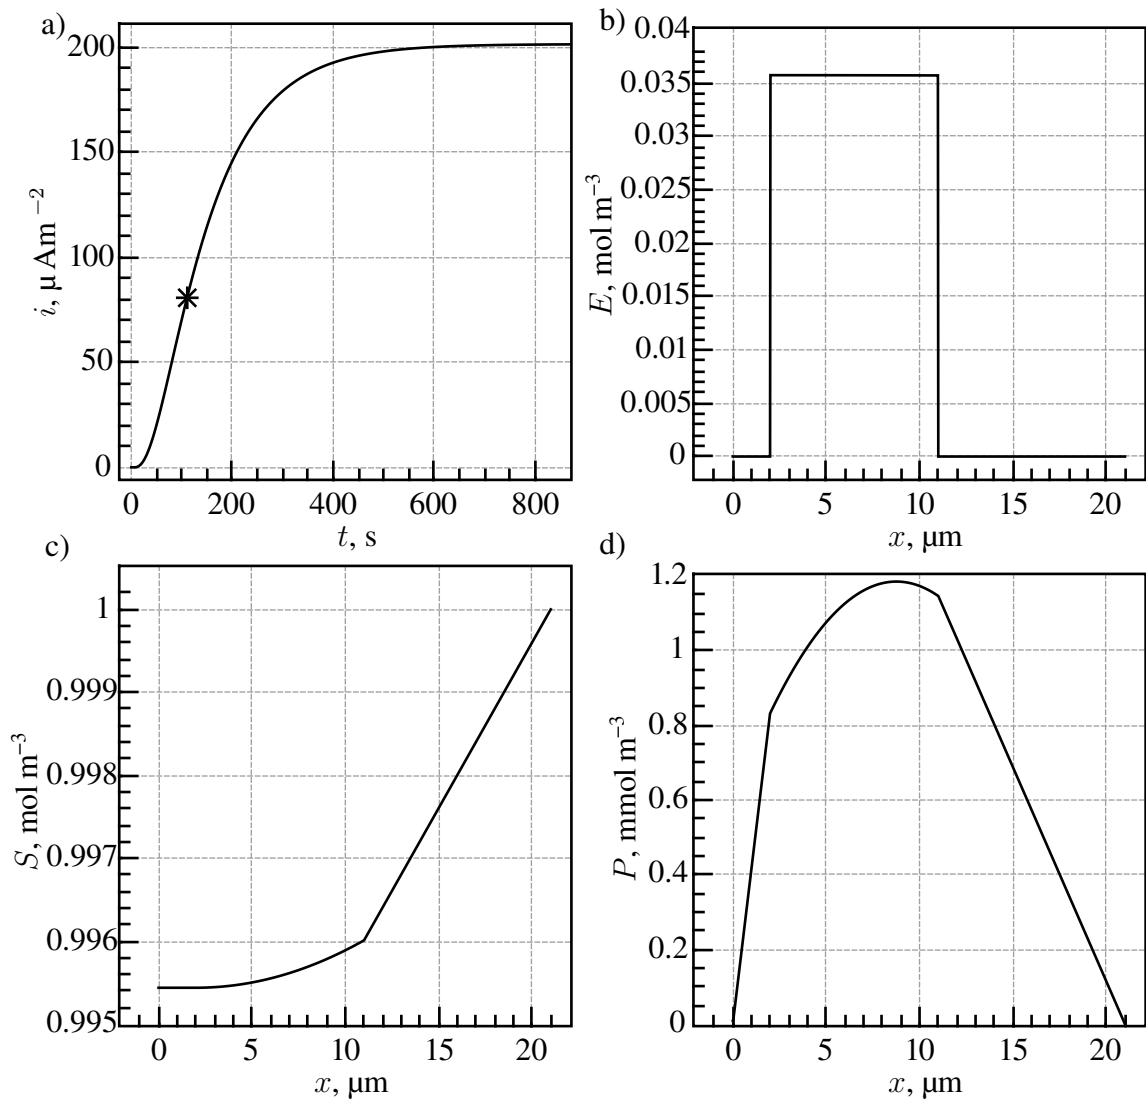 a)
200
150
100
50
0
i, μ Am⁻²
0 200 400 600 800
t, s
b)
0.04
0.035
0.03
0.025
0.02
0.015
0.01
0.005
0
E, mol m⁻³
0 5 10 15 20
x, μm
c)
1
0.999
0.998
0.997
0.996
0.995
S, mol m⁻³
0 5 10 15 20
x, μm
d)
1.2
1
0.8
0.6
0.4
0.2
0
P, mmol m⁻³
0 5 10 15 20
x, μm